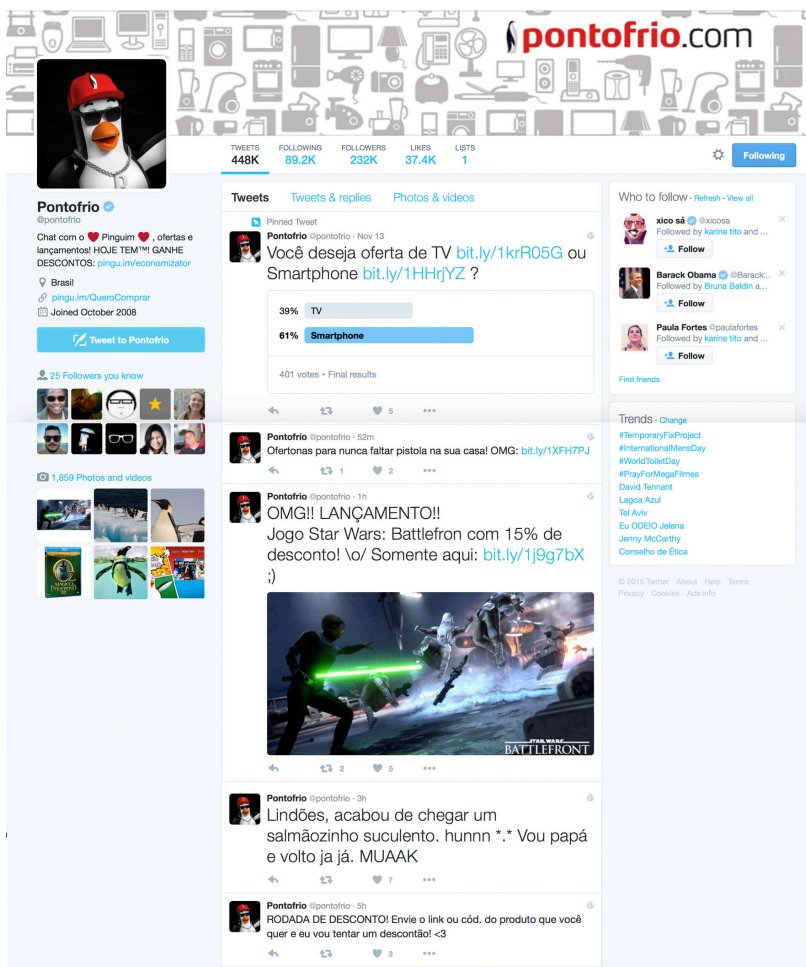 pontofrio.com
TWEETS FOLLOWING FOLLOWERS LIKES LISTS
448K 89.2K 232K 37.4K 1
Following
Pontofrio
@pontofrio
Chat com o ❤ Pinguim ❤ , ofertas e
lançamentos! HOJE TEM™! GANHE
DESCONTOS: pingu.im/economizator
Brasil
pingu.im/QueroComprar
Joined October 2008
Tweet to Pontofrio
25 Followers you know
1,859 Photos and videos
Tweets Tweets & replies Photos & videos
Pinned Tweet
Pontofrio @pontofrio · Nov 13
Você deseja oferta de TV bit.ly/1krR05G ou
Smartphone bit.ly/1HHrjYZ ?
39% TV
61% Smartphone
401 votes • Final results
5
Pontofrio @pontofrio · 52m
Ofertonas para nunca faltar pistola na sua casa! OMG: bit.ly/1XFH7PJ
1 2
Pontofrio @pontofrio · 1h
OMG!! LANÇAMENTO!!
Jogo Star Wars: Battlefron com 15% de
desconto! \o/ Somente aqui: bit.ly/1j9g7bX
;)
STAR WARS
BATTLEFRONT
2 5
Pontofrio @pontofrio · 3h
Lindões, acabou de chegar um
salmãozinho suculento. hunnn *.* Vou papá
e volto ja já. MUAAK
7
Pontofrio @pontofrio · 5h
RODADA DE DESCONTO! Envie o link ou cód. do produto que você
quer e eu vou tentar um descontão! <3
3
Who to follow · Refresh · View all
xico sá @xicosa
Followed by karine tito and ...
Follow
Barack Obama @Barack...
Followed by Bruna Baldin a...
Follow
Paula Fortes @paulafortes
Followed by karine tito and ...
Follow
Find friends
Trends · Change
#TemporaryFixProject
#InternationalMensDay
#WorldToiletDay
#PrayForMegaFilmes
David Tennant
Lagoa Azul
Tel Aviv
Eu ODEIO Jelena
Jenny McCarthy
Conselho de Ética
© 2015 Twitter About Help Terms
Privacy Cookies Ads info